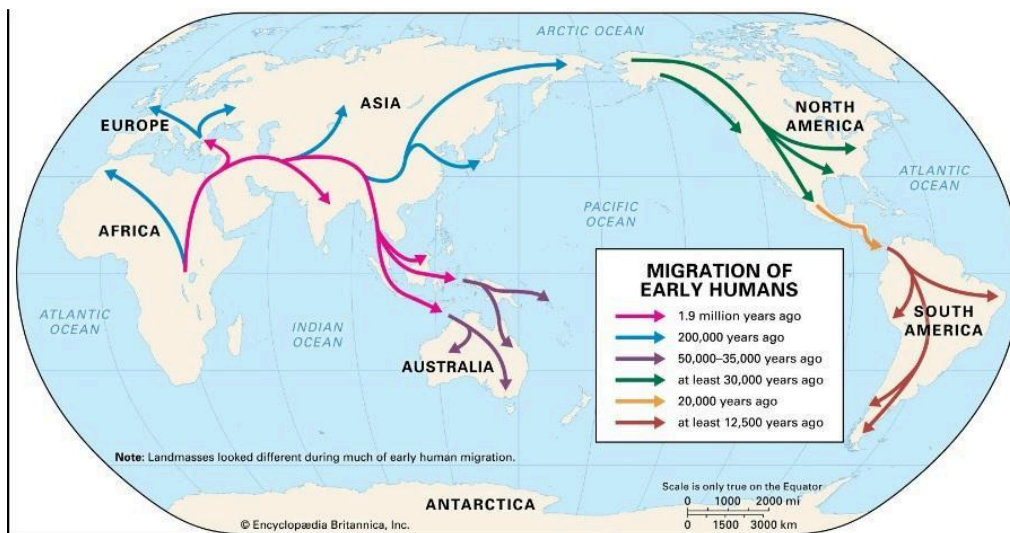 ARCTIC OCEAN
EUROPE
ASIA
NORTH
AMERICA
ATLANTIC
OCEAN
PACIFIC
OCEAN
AFRICA
ATLANTIC
OCEAN
INDIAN
OCEAN
AUSTRALIA
SOUTH
AMERICA
MIGRATION OF
EARLY HUMANS
1.9 million years ago
200,000 years ago
50,000–35,000 years ago
at least 30,000 years ago
20,000 years ago
at least 12,500 years ago
Note: Landmasses looked different during much of early human migration.
Scale is only true on the Equator
0 1000 2000 mi
0 1500 3000 km
ANTARCTICA
© Encyclopædia Britannica, Inc.